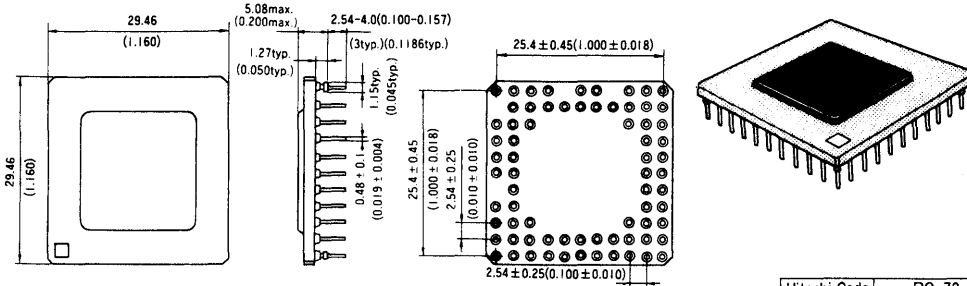 29.46
(1.160)
29.46
(1.160)
5.08max.
(0.200max.)
2.54-4.0(0.100-0.157)
(3typ.)(0.1186typ.)
1.27typ.
(0.050typ.)
1.15typ.
(0.045typ.)
0.48 ± 0.1
(0.019 ± 0.004)
25.4 ± 0.45(1.000 ± 0.018)
25.4 ± 0.45
(1.000 ± 0.018)
2.54 ± 0.25
(0.010 ± 0.010)
2.54 ± 0.25(0.100 ± 0.010)
Hitachi Code